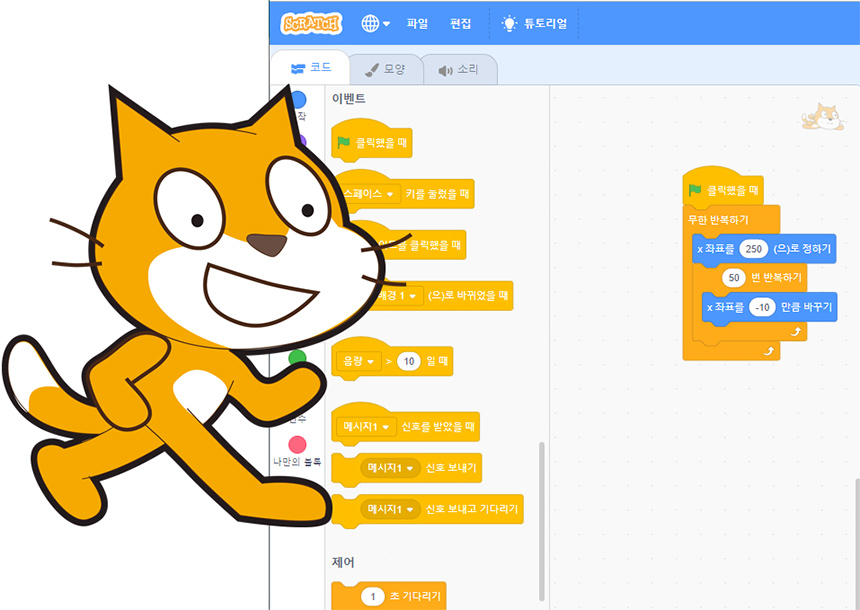 SCRATCH 파일 편집 튜토리얼
코드 모양 소리
이벤트
작
클릭했을 때
스페이스 키를 눌렀을 때
를 클릭했을 때
배경 1 (으)로 바뀌었을 때
음량 > 10 일 때
메시지1 신호를 받았을 때
메시지1 신호 보내기
나만의 블록
메시지1 신호 보내고 기다리기
제어
1 초 기다리기
클릭했을 때
무한 반복하기
x 좌표를 250 (으)로 정하기
50 번 반복하기
x 좌표를 -10 만큼 바꾸기